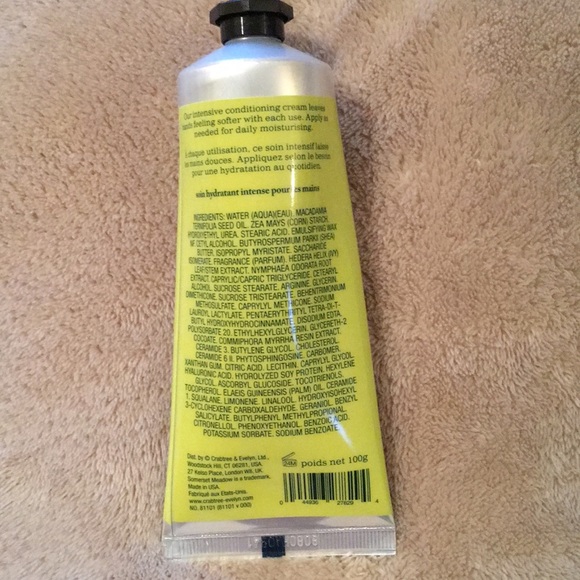 Our intensive conditioning cream leaves
hands feeling softer with each use. Apply as
needed for daily moisturising.
À chaque utilisation, ce soin intensif laisse
les mains douces. Appliquez selon le besoin
pour une hydratation au quotidien.
soin hydratant intense pour les mains
INGREDIENTS: WATER (AQUA)(EAU), MACADAMIA
TERNIFOLIA SEED OIL, ZEA MAYS (CORN) STARCH,
HYDROXYETHYL UREA, STEARIC ACID, EMULSIFYING WAX
NF, CETYL ALCOHOL, BUTYROSPERMUM PARKII (SHEA)
BUTTER, ISOPROPYL MYRISTATE, SACCHARIDE
ISOMERATE, FRAGRANCE (PARFUM), HEDERA HELIX (IVY)
LEAF/STEM EXTRACT, NYMPHAEA ODORATA ROOT
EXTRACT, CAPRYLIC/CAPRIC TRIGLYCERIDE, CETEARYL
ALCOHOL, SUCROSE STEARATE, ARGININE, GLYCERIN,
DIMETHICONE, SUCROSE TRISTEARATE, BEHENTRIMONIUM
METHOSULFATE, CAPRYLYL METHICONE, SODIUM
LAUROYL LACTYLATE, PENTAERYTHRITYL TETRA-DI-T-
BUTYL HYDROXYHYDROCINNAMATE, DISODIUM EDTA,
POLYSORBATE 20, ETHYLHEXYLGLYCERIN, GLYCERETH-2
COCOATE, COMMIPHORA MYRRHA RESIN EXTRACT,
CERAMIDE 3, BUTYLENE GLYCOL, CHOLESTEROL,
CERAMIDE 6 II, PHYTOSPHINGOSINE, CARBOMER,
XANTHAN GUM, CITRIC ACID, LECITHIN, CAPRYLYL GLYCOL,
HYALURONIC ACID, HYDROLYZED SOY PROTEIN, HEXYLENE
GLYCOL, ASCORBYL GLUCOSIDE, TOCOTRIENOLS,
TOCOPHEROL, ELAEIS GUINEENSIS (PALM) OIL, CERAMIDE
1, SQUALANE, LIMONENE, LINALOOL, HYDROXYISOHEXYL
3-CYCLOHEXENE CARBOXALDEHYDE, GERANIOL, BENZYL
SALICYLATE, BUTYLPHENYL METHYLPROPIONAL,
CITRONELLOL, PHENOXYETHANOL, BENZOIC ACID,
POTASSIUM SORBATE, SODIUM BENZOATE.
Dist. by © Crabtree & Evelyn, Ltd.,
Woodstock Hill, CT 06281, USA.
27 Kelso Place, London W8, UK.
Somerset Meadow is a trademark.
Made in USA.
Fabriqué aux États-Unis.
www.crabtree-evelyn.com
NO. 81101 (81101 x 000)
24M poids net 100g
0 44936 27829 4